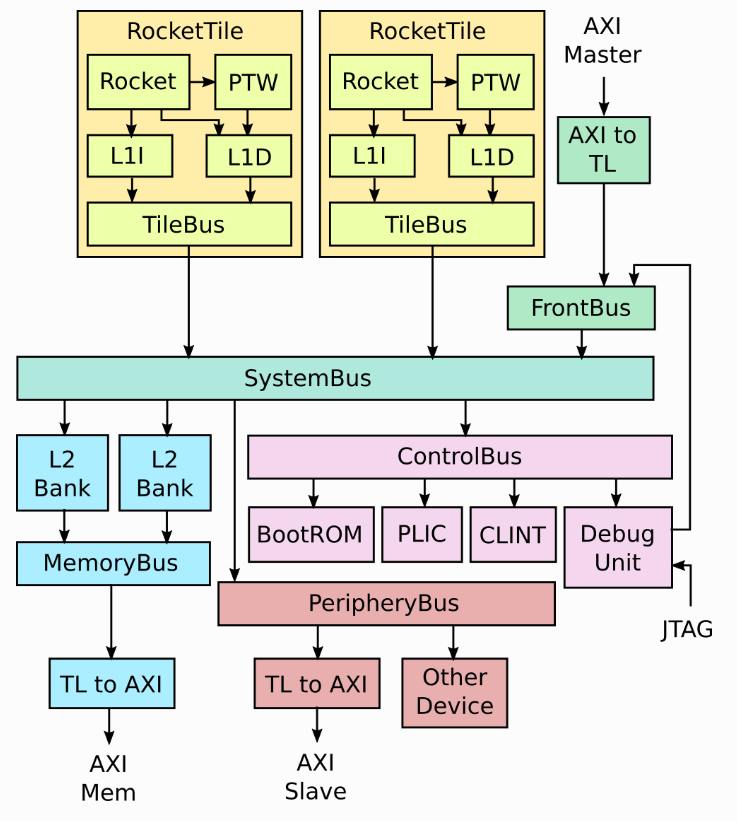 RocketTile
Rocket
PTW
L1I
L1D
TileBus
RocketTile
Rocket
PTW
L1I
L1D
TileBus
AXI
Master
AXI to
TL
FrontBus
SystemBus
L2
Bank
L2
Bank
MemoryBus
TL to AXI
AXI
Mem
ControlBus
BootROM
PLIC
CLINT
Debug
Unit
JTAG
PeripheryBus
TL to AXI
AXI
Slave
Other
Device